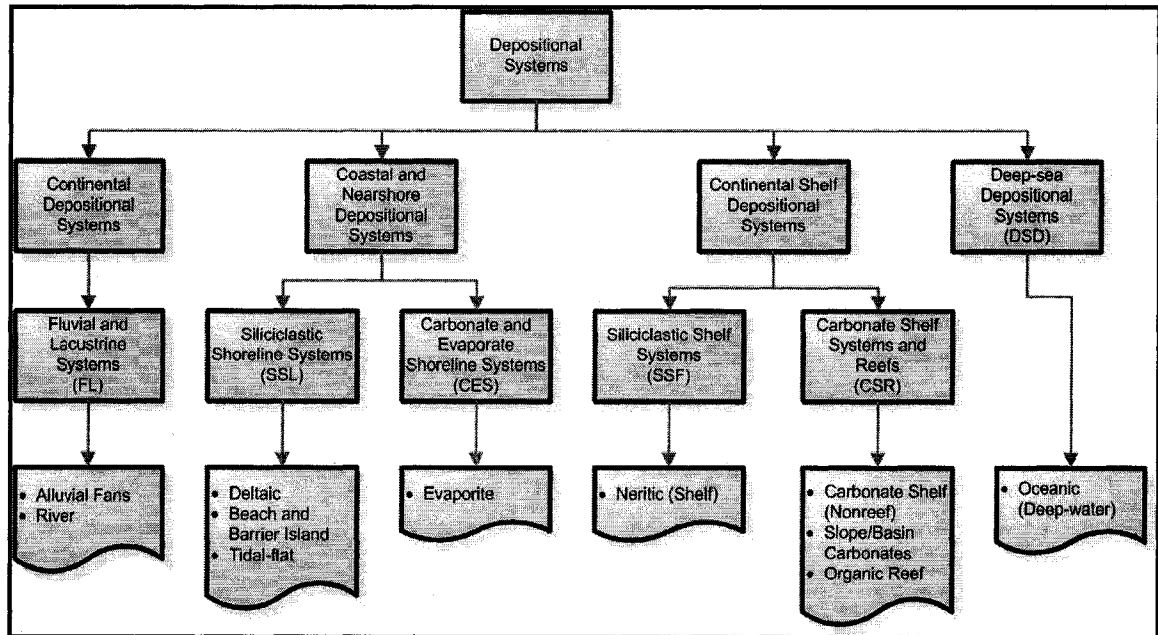 Depositional
Systems
Continental
Depositional
Systems
Coastal and
Nearshore
Depositional
Systems
Continental Shelf
Depositional
Systems
Deep-sea
Depositional
Systems
(DSD)
Fluvial and
Lacustrine
Systems
(FL)
Siliciclastic
Shoreline Systems
(SSL)
Carbonate and
Evaporate
Shoreline Systems
(CES)
Siliciclastic Shelf
Systems
(SSF)
Carbonate Shelf
Systems and
Reefs
(CSR)
• Alluvial Fans
• River
• Deltaic
• Beach and
Barrier Island
• Tidal-flat
• Evaporite
• Neritic (Shelf)
• Carbonate Shelf
(Nonreef)
• Slope/Basin
Carbonates
• Organic Reef
• Oceanic
(Deep-water)